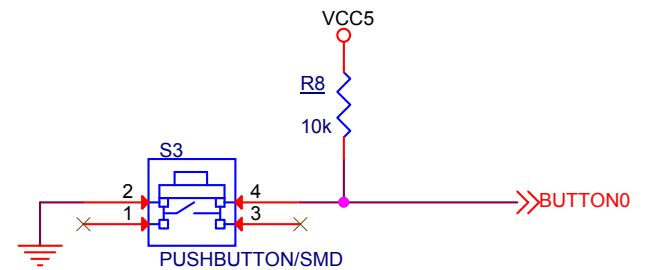 VCC5
R8
10k
S3
2 4
1 3
BUTTON0
PUSHBUTTON/SMD